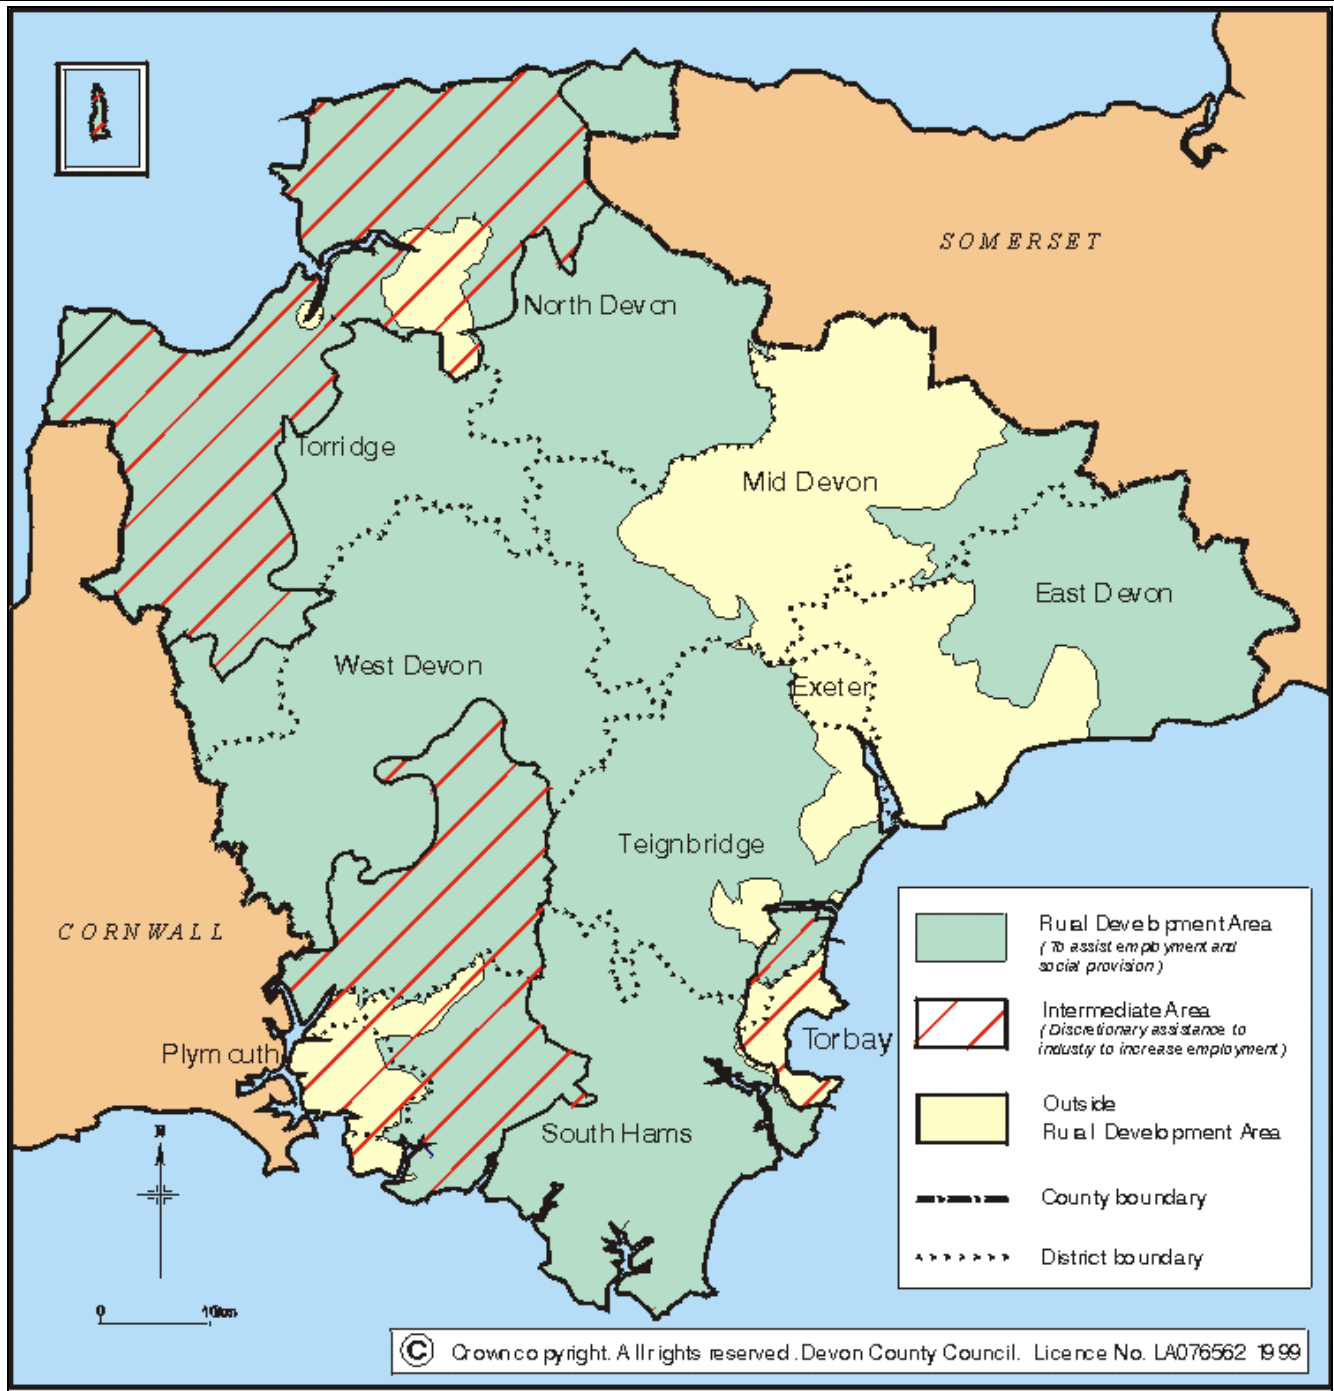 SOMERSET
North Devon
Torridge
Mid Devon
East Devon
West Devon
Exeter
Teignbridge
CORNWALL
Plymouth
Torbay
South Hams
N
0 10km
Rural Development Area
(To assist employment and
social provision)
Intermediate Area
(Discretionary assistance to
industry to increase employment)
Outside
Rural Development Area
County boundary
District boundary
© Crown copyright. All rights reserved. Devon County Council. Licence No. LA076562 1999